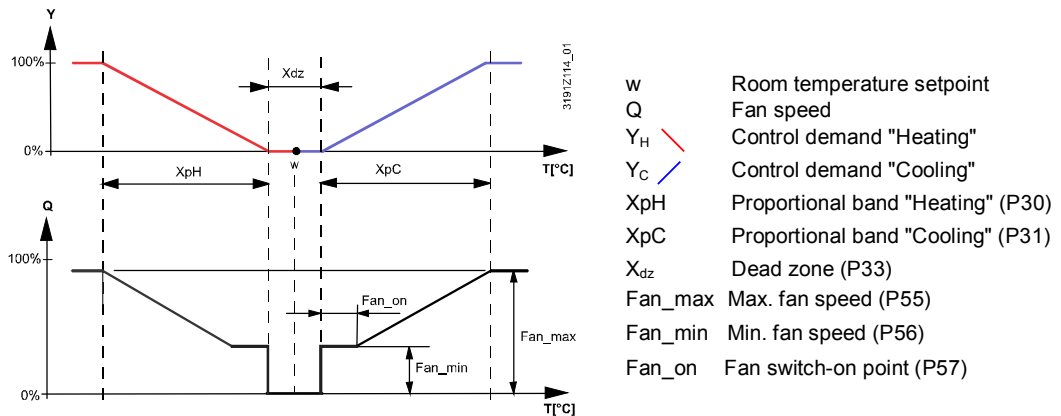 Y
100%
Xdz
3191Z114_01
0%
w
T[°C]
XpH
XpC
Q
100%
Fan_on
Fan_max
Fan_min
0%
T[°C]
w Room temperature setpoint
Q Fan speed
YH Control demand "Heating"
YC Control demand "Cooling"
XpH Proportional band "Heating" (P30)
XpC Proportional band "Cooling" (P31)
Xdz Dead zone (P33)
Fan_max Max. fan speed (P55)
Fan_min Min. fan speed (P56)
Fan_on Fan switch-on point (P57)